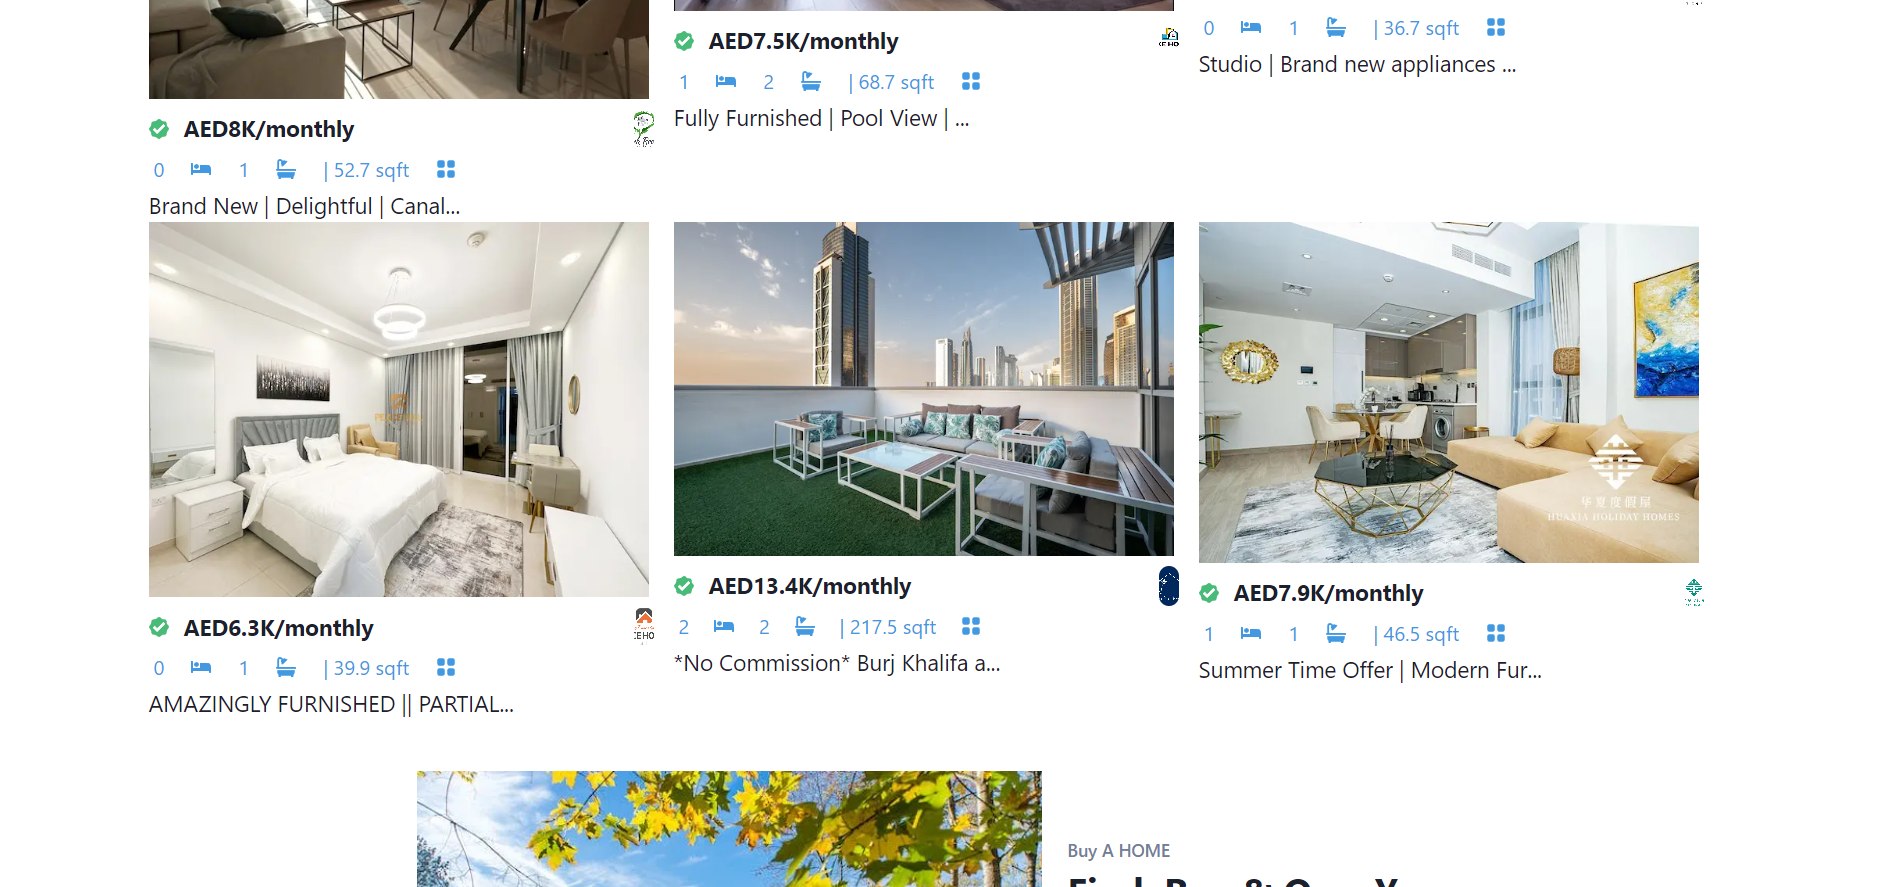 AED8K/monthly
0 1 | 52.7 sqft
Brand New | Delightful | Canal...
AED7.5K/monthly
1 2 | 68.7 sqft
Fully Furnished | Pool View | ...
0 1 | 36.7 sqft
Studio | Brand new appliances ...
AED6.3K/monthly
0 1 | 39.9 sqft
AMAZINGLY FURNISHED || PARTIAL...
AED13.4K/monthly
2 2 | 217.5 sqft
*No Commission* Burj Khalifa a...
华夏度假屋
HUAXIA HOLIDAY HOMES
AED7.9K/monthly
1 1 | 46.5 sqft
Summer Time Offer | Modern Fur...
Buy A HOME